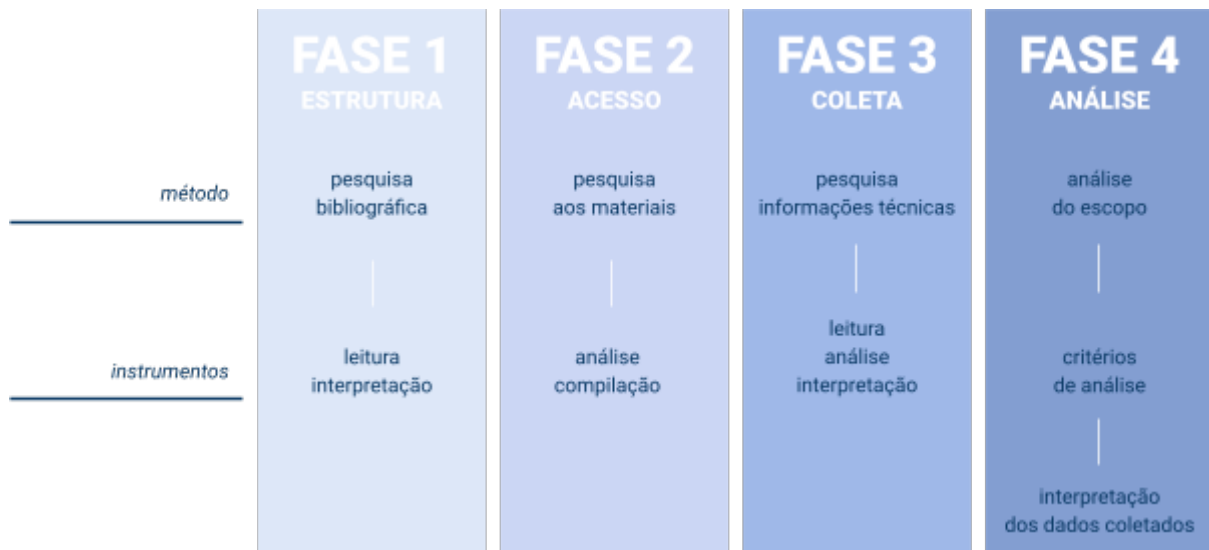 FASE 1
ESTRUTURA
FASE 2
ACESSO
FASE 3
COLETA
FASE 4
ANÁLISE
método
pesquisa
bibliográfica
pesquisa
aos materiais
pesquisa
informações técnicas
análise
do escopo
instrumentos
leitura
interpretação
análise
compilação
leitura
análise
interpretação
critérios
de análise
interpretação
dos dados coletados